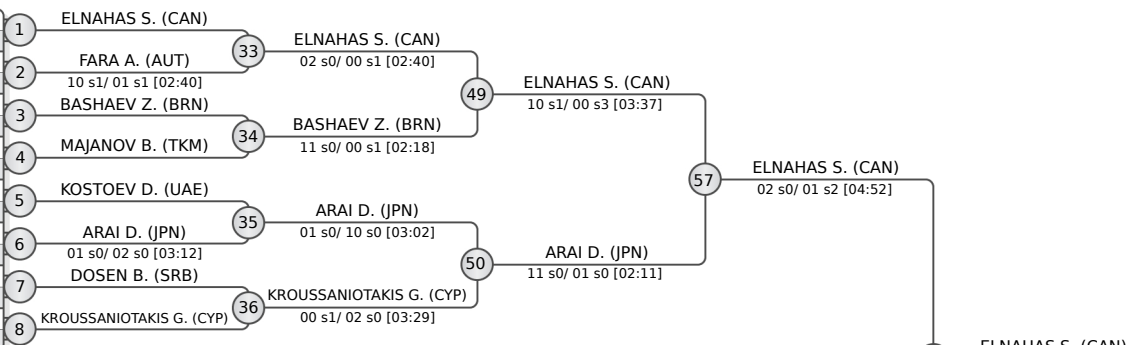 1
ELNAHAS S. (CAN)
2
FARA A. (AUT)
10 s1/ 01 s1 [02:40]
33
ELNAHAS S. (CAN)
02 s0/ 00 s1 [02:40]
3
BASHAEV Z. (BRN)
4
MAJANOV B. (TKM)
34
BASHAEV Z. (BRN)
11 s0/ 00 s1 [02:18]
49
ELNAHAS S. (CAN)
10 s1/ 00 s3 [03:37]
5
KOSTOEV D. (UAE)
6
ARAI D. (JPN)
01 s0/ 02 s0 [03:12]
35
ARAI D. (JPN)
01 s0/ 10 s0 [03:02]
7
DOSEN B. (SRB)
8
KROUSSANIOTAKIS G. (CYP)
36
KROUSSANIOTAKIS G. (CYP)
00 s1/ 02 s0 [03:29]
50
ARAI D. (JPN)
11 s0/ 01 s0 [02:11]
57
ELNAHAS S. (CAN)
02 s0/ 01 s2 [04:52]
ELNAHAS S. (CAN)